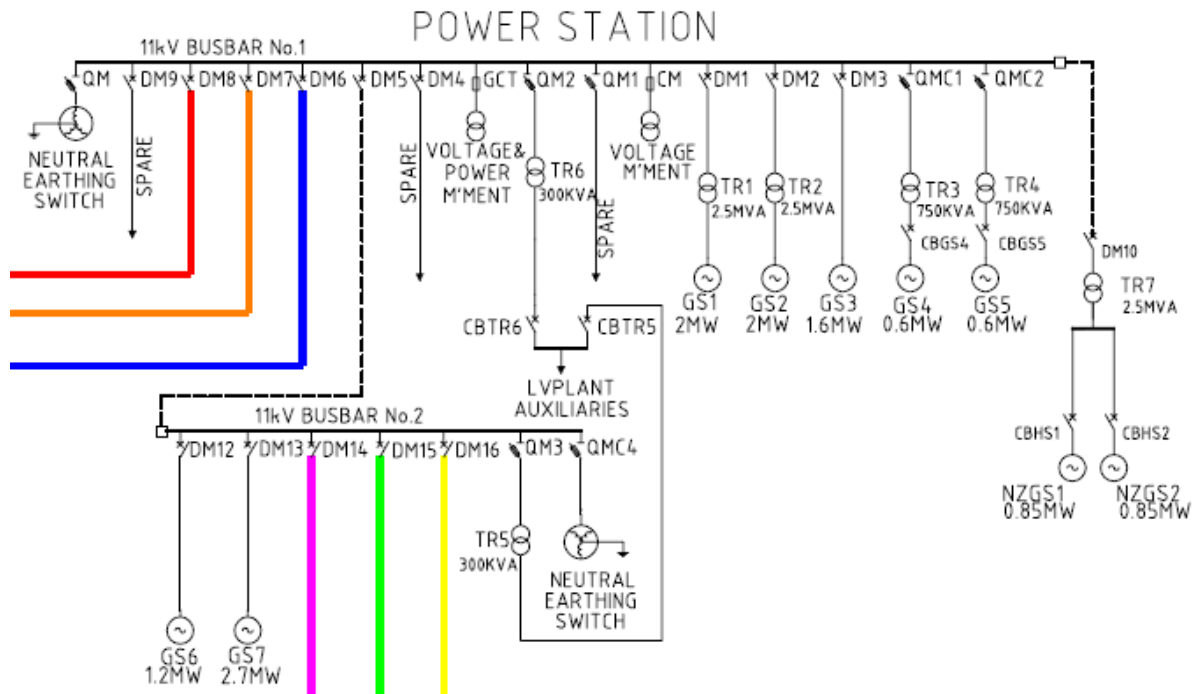 POWER STATION
11kV BUSBAR No.1
QM
DM9
DM8
DM7
DM6
DM5
DM4
GCT
QM2
QM1
CM
DM1
DM2
DM3
QMC1
QMC2
NEUTRAL
EARTHING
SWITCH
SPARE
SPARE
VOLTAGE&
POWER
M'MENT
TR6
300KVA
SPARE
VOLTAGE
M'MENT
TR1
2.5MVA
TR2
2.5MVA
TR3
750KVA
TR4
750KVA
CBGS4
CBGS5
DM10
TR7
2.5MVA
GS1
2MW
GS2
2MW
GS3
1.6MW
GS4
0.6MW
GS5
0.6MW
CBTR6
CBTR5
LVPLANT
AUXILIARIES
11kV BUSBAR No.2
DM12
DM13
DM14
DM15
DM16
QM3
QMC4
CBHS1
CBHS2
NZGS1
0.85MW
NZGS2
0.85MW
TR5
300KVA
NEUTRAL
EARTHING
SWITCH
GS6
1.2MW
GS7
2.7MW